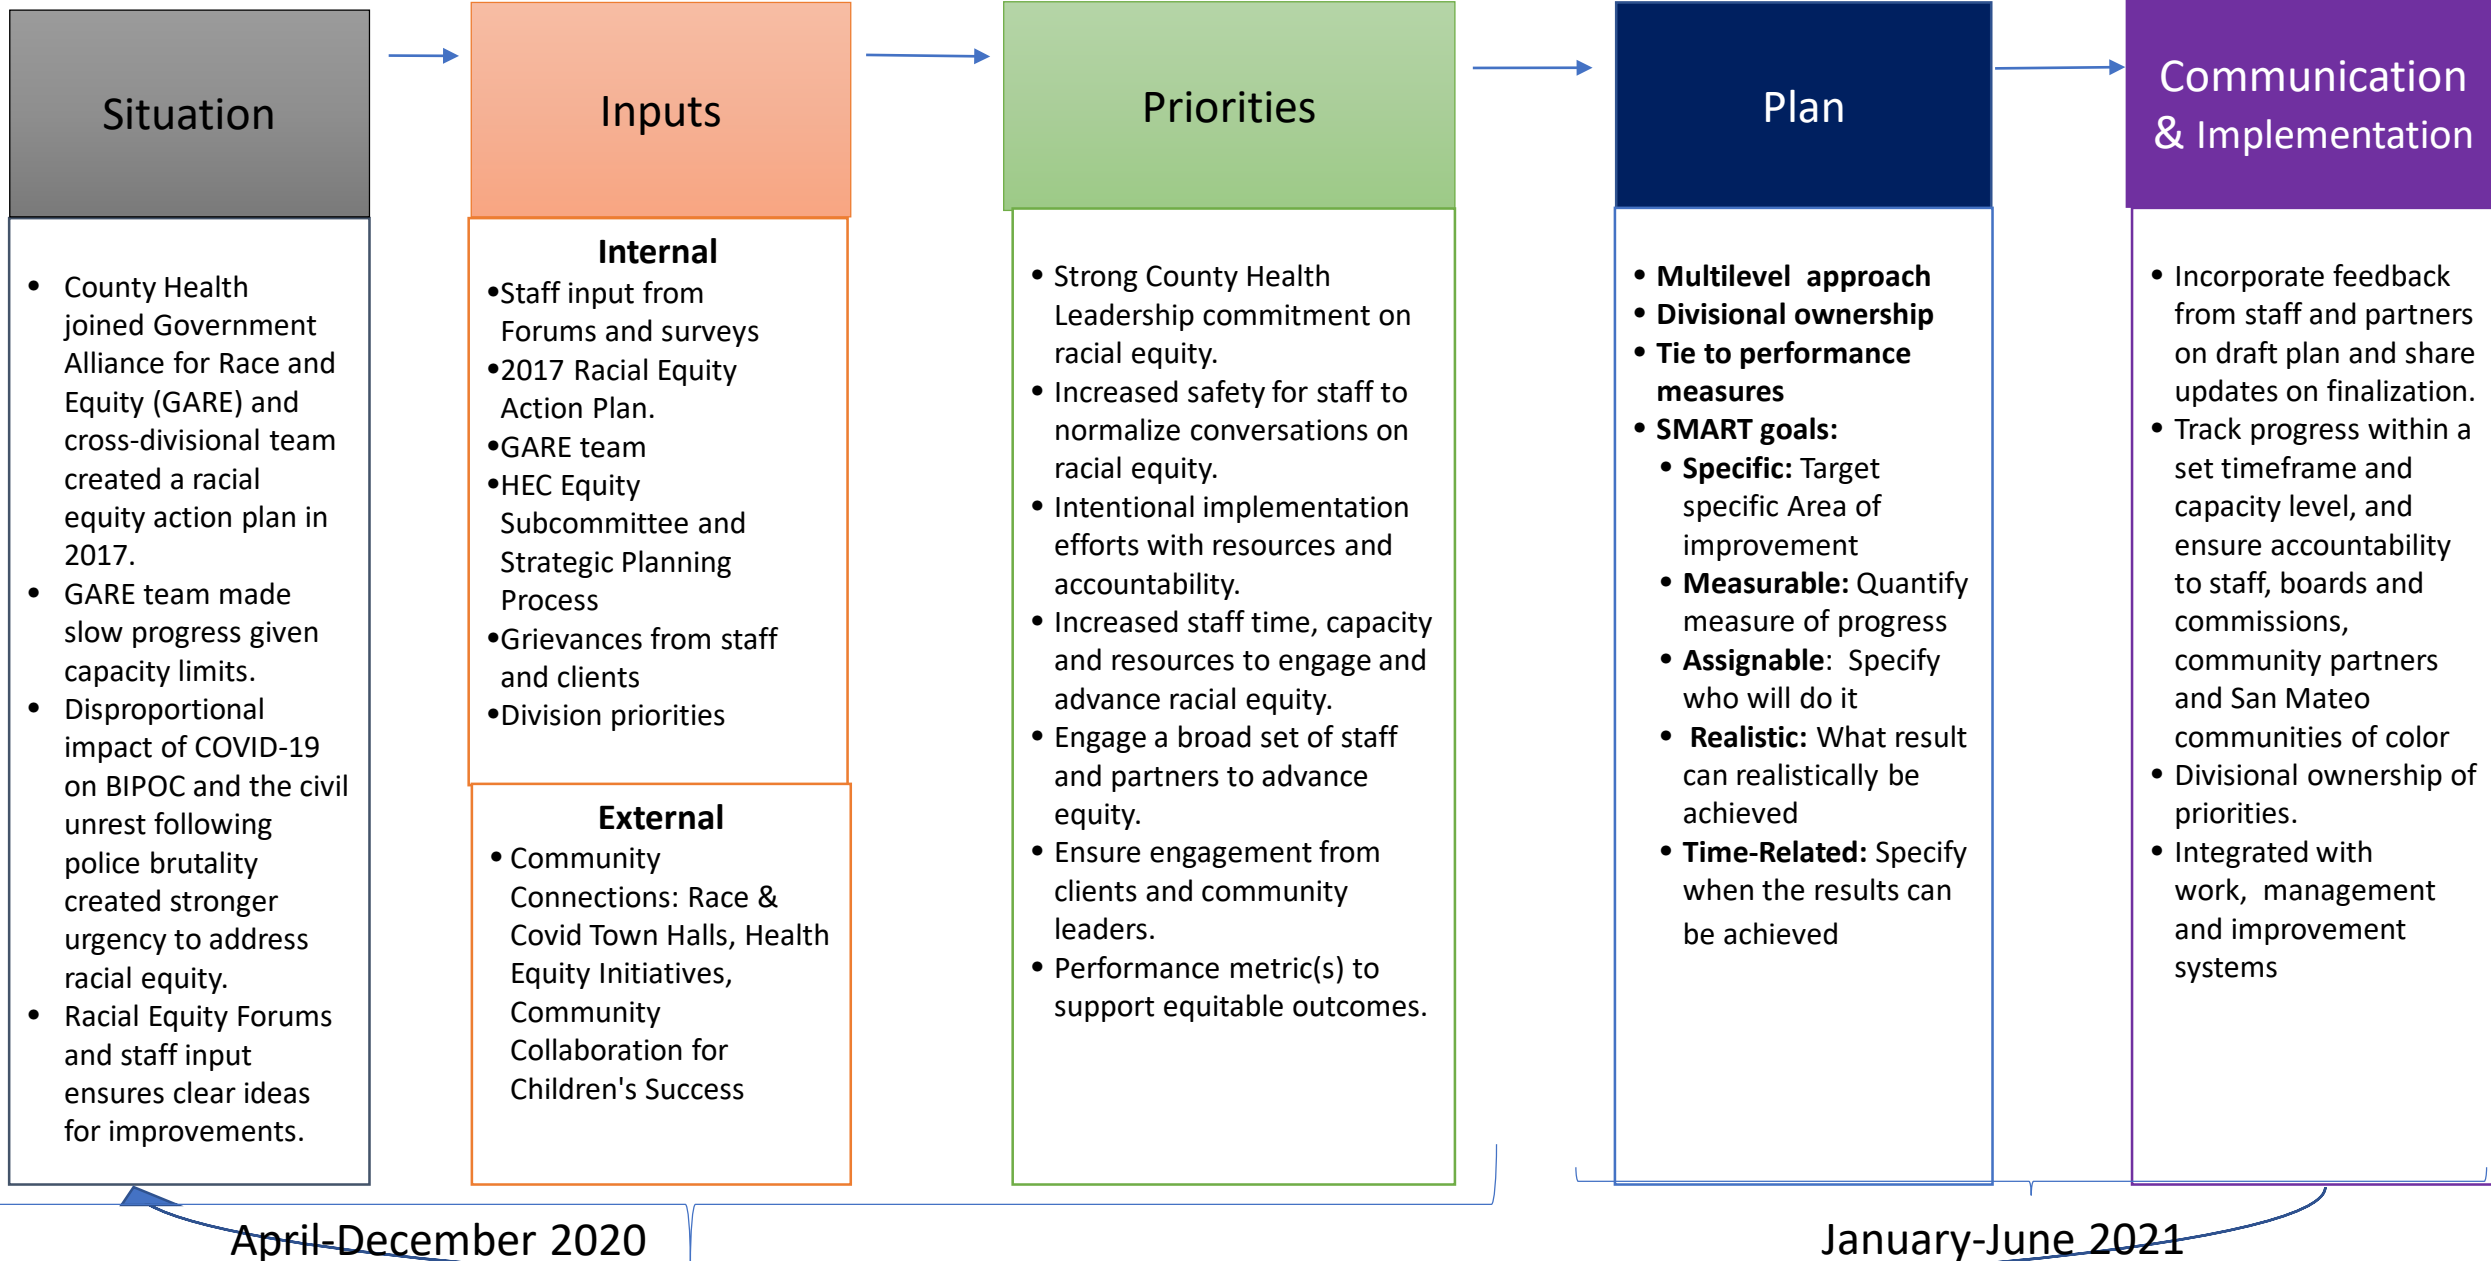 Situation
• County Health
joined Government
Alliance for Race and
Equity (GARE) and
cross-divisional team
created a racial
equity action plan in
2017.
• GARE team made
slow progress given
capacity limits.
• Disproportional
impact of COVID-19
on BIPOC and the civil
unrest following
police brutality
created stronger
urgency to address
racial equity.
• Racial Equity Forums
and staff input
ensures clear ideas
for improvements.
Inputs
Internal
•Staff input from
Forums and surveys
•2017 Racial Equity
Action Plan.
•GARE team
•HEC Equity
Subcommittee and
Strategic Planning
Process
•Grievances from staff
and clients
•Division priorities
External
• Community
Connections: Race &
Covid Town Halls, Health
Equity Initiatives,
Community
Collaboration for
Children's Success
Priorities
• Strong County Health
Leadership commitment on
racial equity.
• Increased safety for staff to
normalize conversations on
racial equity.
• Intentional implementation
efforts with resources and
accountability.
• Increased staff time, capacity
and resources to engage and
advance racial equity.
• Engage a broad set of staff
and partners to advance
equity.
• Ensure engagement from
clients and community
leaders.
• Performance metric(s) to
support equitable outcomes.
Plan
• Multilevel approach
• Divisional ownership
• Tie to performance
measures
• SMART goals:
• Specific: Target
specific Area of
improvement
• Measurable: Quantify
measure of progress
• Assignable: Specify
who will do it
• Realistic: What result
can realistically be
achieved
• Time-Related: Specify
when the results can
be achieved
Communication
& Implementation
• Incorporate feedback
from staff and partners
on draft plan and share
updates on finalization.
• Track progress within a
set timeframe and
capacity level, and
ensure accountability
to staff, boards and
commissions,
community partners
and San Mateo
communities of color
• Divisional ownership of
priorities.
• Integrated with
work, management
and improvement
systems
April-December 2020
January-June 2021